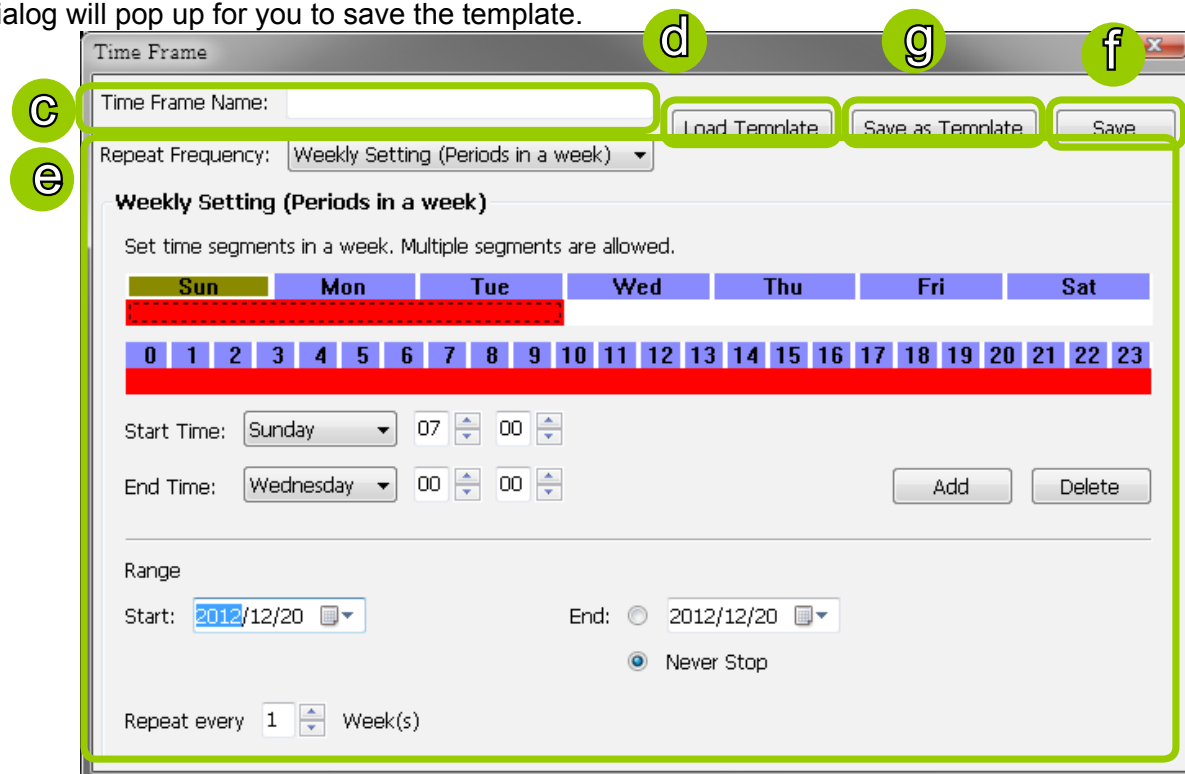 ialog will pop up for you to save the template.
d g f
Time Frame
c Time Frame Name:
Load Template Save as Template Save
e Repeat Frequency: Weekly Setting (Periods in a week)
Weekly Setting (Periods in a week)
Set time segments in a week. Multiple segments are allowed.
Sun Mon Tue Wed Thu Fri Sat
0 1 2 3 4 5 6 7 8 9 10 11 12 13 14 15 16 17 18 19 20 21 22 23
Start Time: Sunday 07 00
End Time: Wednesday 00 00 Add Delete
Range
Start: 2012/12/20 End: 2012/12/20
Never Stop
Repeat every 1 Week(s)